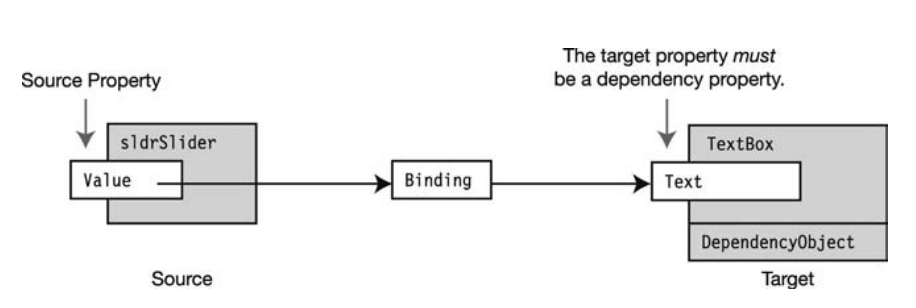 The target property must
be a dependency property.
Source Property
sldrSlider
TextBox
Value
Binding
Text
DependencyObject
Source
Target